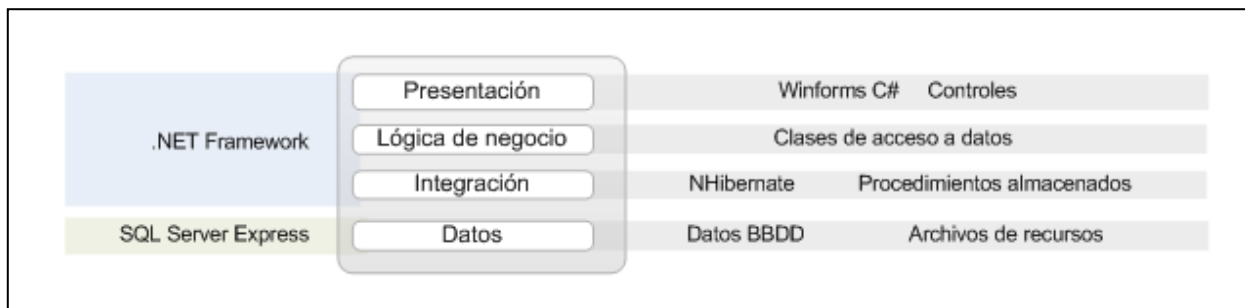 Presentación Winforms C# Controles
.NET Framework Lógica de negocio Clases de acceso a datos
Integración NHibernate Procedimientos almacenados
SQL Server Express Datos Datos BBDD Archivos de recursos